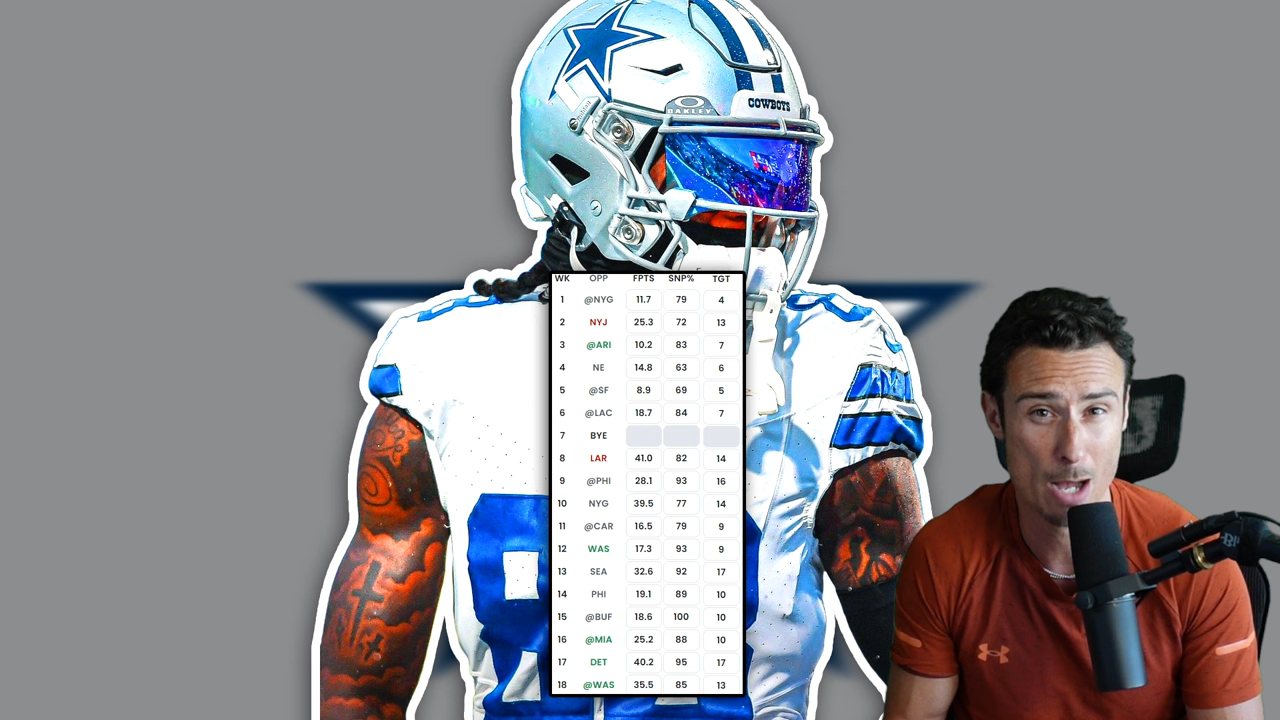 COWBOYS
OAKLEY
WK OPP FPTS SNP% TGT
1 @NYG 11.7 79 4
2 NYJ 25.3 72 13
3 @ARI 10.2 83 7
4 NE 14.8 63 6
5 @SF 8.9 69 5
6 @LAC 18.7 84 7
7 BYE
8 LAR 41.0 82 14
9 @PHI 28.1 93 16
10 NYG 39.5 77 14
11 @CAR 16.5 79 9
12 WAS 17.3 93 9
13 SEA 32.6 92 17
14 PHI 19.1 89 10
15 @BUF 18.6 100 10
16 @MIA 25.2 88 10
17 DET 40.2 95 17
18 @WAS 35.5 85 13